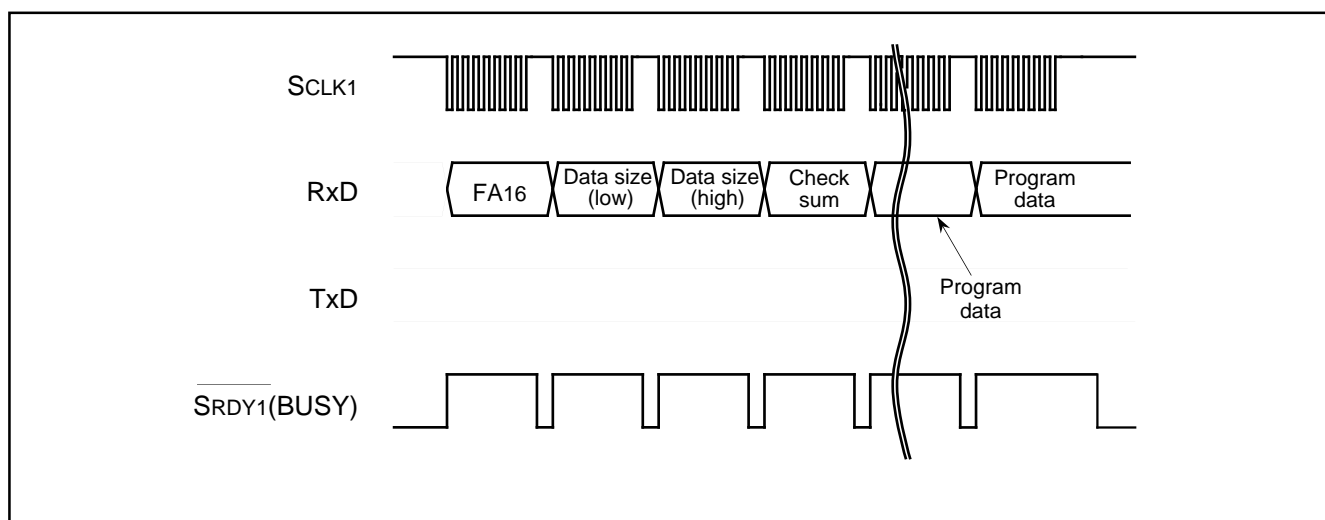 SCLK1
RxD
FA16
Data size
(low)
Data size
(high)
Check
sum
Program
data
Program
data
TxD
SRDY1(BUSY)